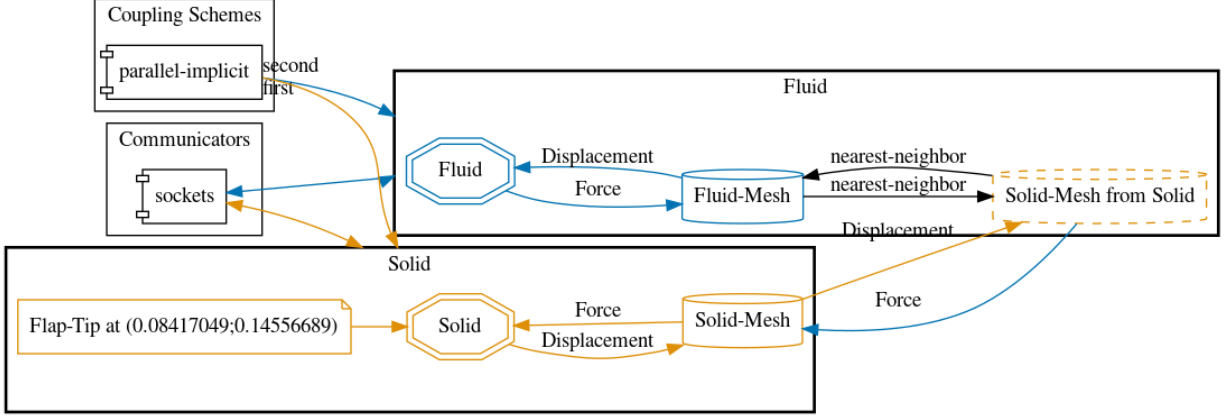 Coupling Schemes
parallel-implicit
second
first
Fluid
Communicators
sockets
Fluid
Displacement
Force
Fluid-Mesh
nearest-neighbor
nearest-neighbor
Solid-Mesh from Solid
Displacement
Solid
Flap-Tip at (0.08417049;0.14556689)
Solid
Force
Displacement
Solid-Mesh
Force